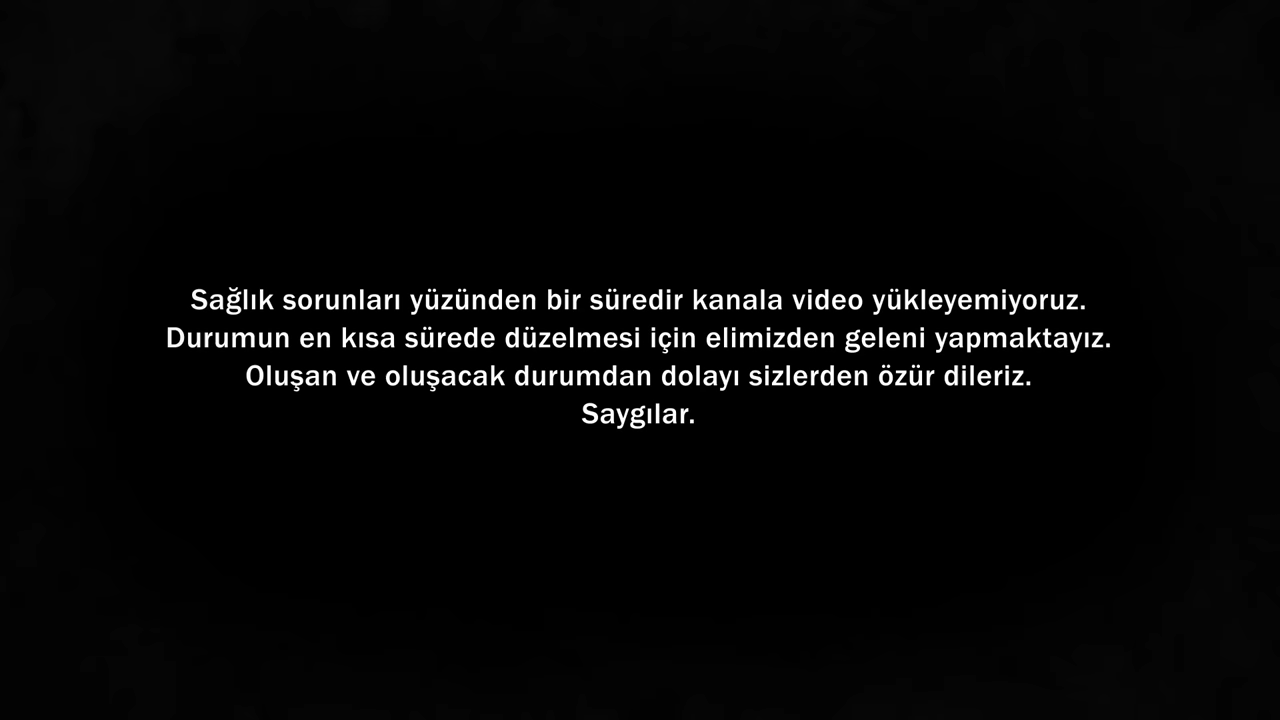 Sağlık sorunları yüzünden bir süredir kanala video yükleyemiyoruz.
Durumun en kısa sürede düzelmesi için elimizden geleni yapmaktayız.
Oluşan ve oluşacak durumdan dolayı sizlerden özür dileriz.
Saygılar.